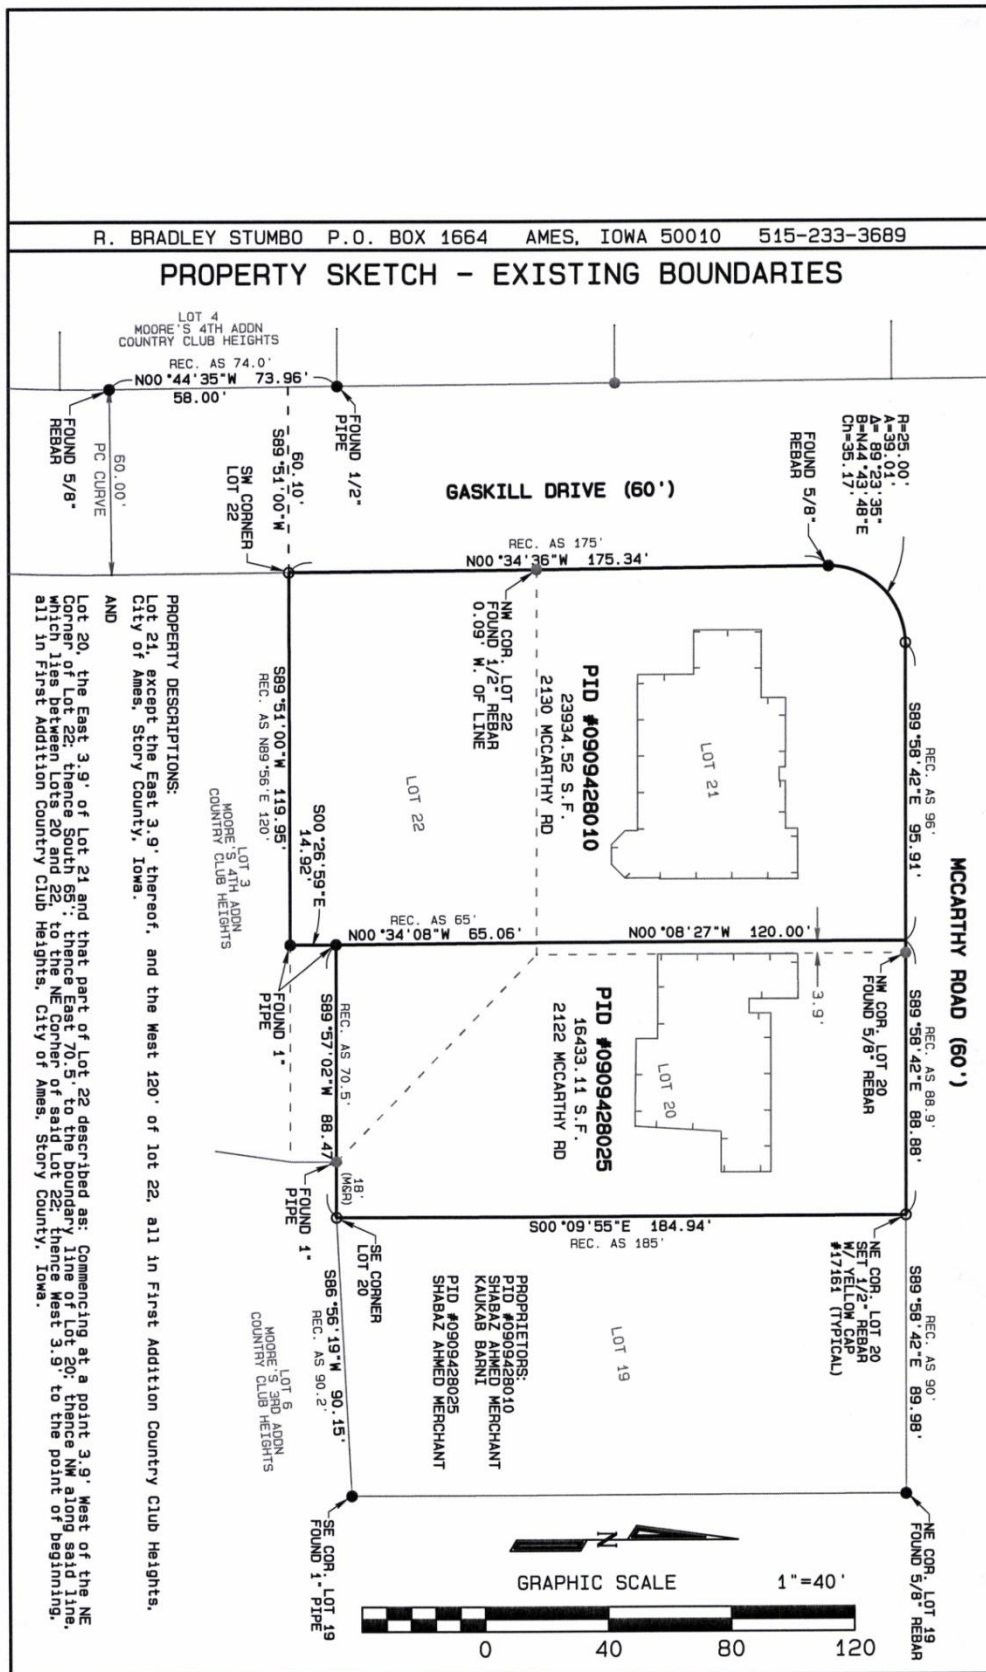 R. BRADLEY STUMBO P.O. BOX 1664 AMES, IOWA 50010 515-233-3689
PROPERTY SKETCH - EXISTING BOUNDARIES
LOT 4
MOORE'S 4TH ADDN
COUNTRY CLUB HEIGHTS
REC. AS 74.0'
N00°44'35"W 73.96'
58.00'
FOUND 5/8"
REBAR
60.00'
PC CURVE
FOUND 1/2"
PIPE
60.10'
S89°51'00"W
SW CORNER
LOT 22
GASKILL DRIVE (60')
R=25.00'
A=39.01'
Δ= 89°23'35"
B=N44°43'48"E
Ch=35.17'
FOUND 5/8"
REBAR
REC. AS 175'
N00°34'36"W 175.34'
NW COR. LOT 22
FOUND 1/2" REBAR
0.09' W. OF LINE
PID #0909428010
23934.52 S.F.
2130 MCCARTHY RD
LOT 21
REC. AS 96'
S89°58'42"E 95.91'
MCCARTHY ROAD (60')
LOT 22
S89°51'00"W 119.95'
REC. AS N89°56'E 120'
LOT 3
MOORE'S 4TH ADDN
COUNTRY CLUB HEIGHTS
S00°26'59"E
14.92'
REC. AS 65'
N00°34'08"W 65.06'
N00°08'27"W 120.00'
3.9'
NW COR. LOT 20
FOUND 5/8" REBAR
FOUND 1"
PIPE
REC. AS 70.5'
S89°57'02"W 88.47'
18'
(M&R)
FOUND 1"
PIPE
PID #0909428025
16433.11 S.F.
2122 MCCARTHY RD
LOT 20
REC. AS 88.9'
S89°58'42"E 88.88'
S00°09'55"E 184.94'
REC. AS 185'
SE CORNER
LOT 20
NE COR. LOT 20
SET 1/2" REBAR
W/ YELLOW CAP
#17161 (TYPICAL)
S86°56'19"W 90.15'
REC. AS 90.2'
LOT 6
MOORE'S 3RD ADDN
COUNTRY CLUB HEIGHTS
PROPRIETORS:
PID #0909428010
SHABAZ AHMED MERCHANT
KAUKAB BARNI
PID #0909428025
SHABAZ AHMED MERCHANT
LOT 19
REC. AS 90'
S89°58'42"E 89.98'
SE COR. LOT 19
FOUND 1" PIPE
NE COR. LOT 19
FOUND 5/8" REBAR
N
GRAPHIC SCALE 1"=40'
0 40 80 120
PROPERTY DESCRIPTIONS:
Lot 21, except the East 3.9' thereof, and the West 120' of lot 22, all in First Addition Country Club Heights,
City of Ames, Story County, Iowa.
AND
Lot 20, the East 3.9' of Lot 21 and that part of Lot 22 described as: Commencing at a point 3.9' West of the NE
Corner of Lot 22; thence South 65'; thence East 70.5' to the boundary line of Lot 20; thence NW along said line,
which lies between Lots 20 and 22, to the NE Corner of said Lot 22; thence West 3.9' to the point of beginning,
all in First Addition Country Club Heights, City of Ames, Story County, Iowa.